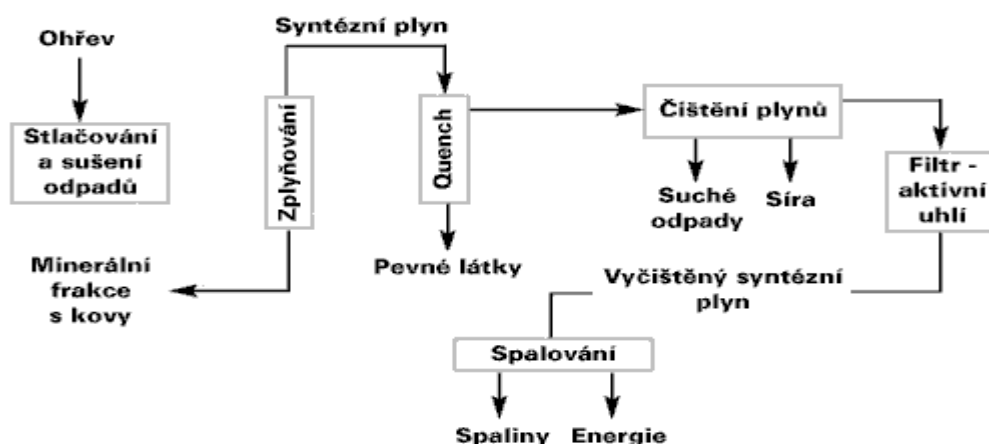 Ohřev
Syntézní plyn
Stlačování
a sušení
odpadů
Zplyňování
Quench
Čištění plynů
Filtr -
aktivní
uhlí
Suché
odpady
Síra
Minerální
frakce
s kovy
Pevné látky
Vyčištěný syntézní
plyn
Spalování
Spaliny
Energie